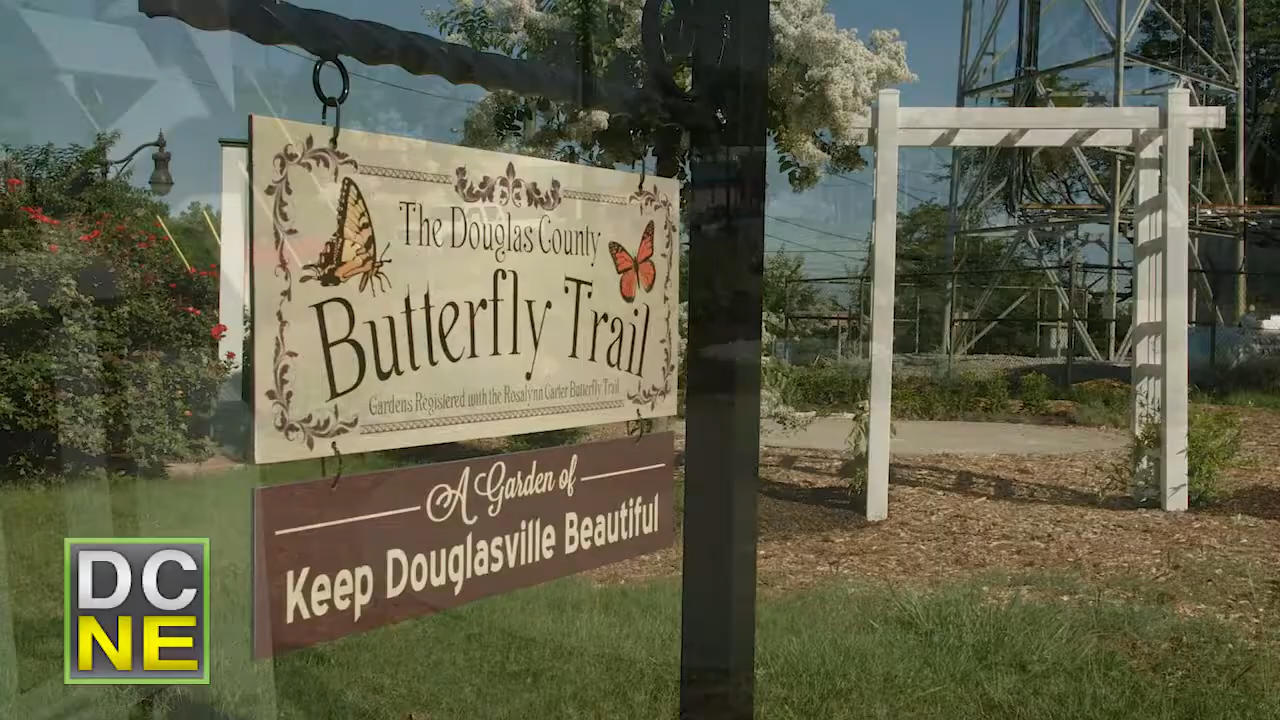 The Douglas County
Butterfly Trail
Gardens Registered with the Rosalynn Carter Butterfly Trail
A Garden of
Keep Douglasville Beautiful
DC
NE